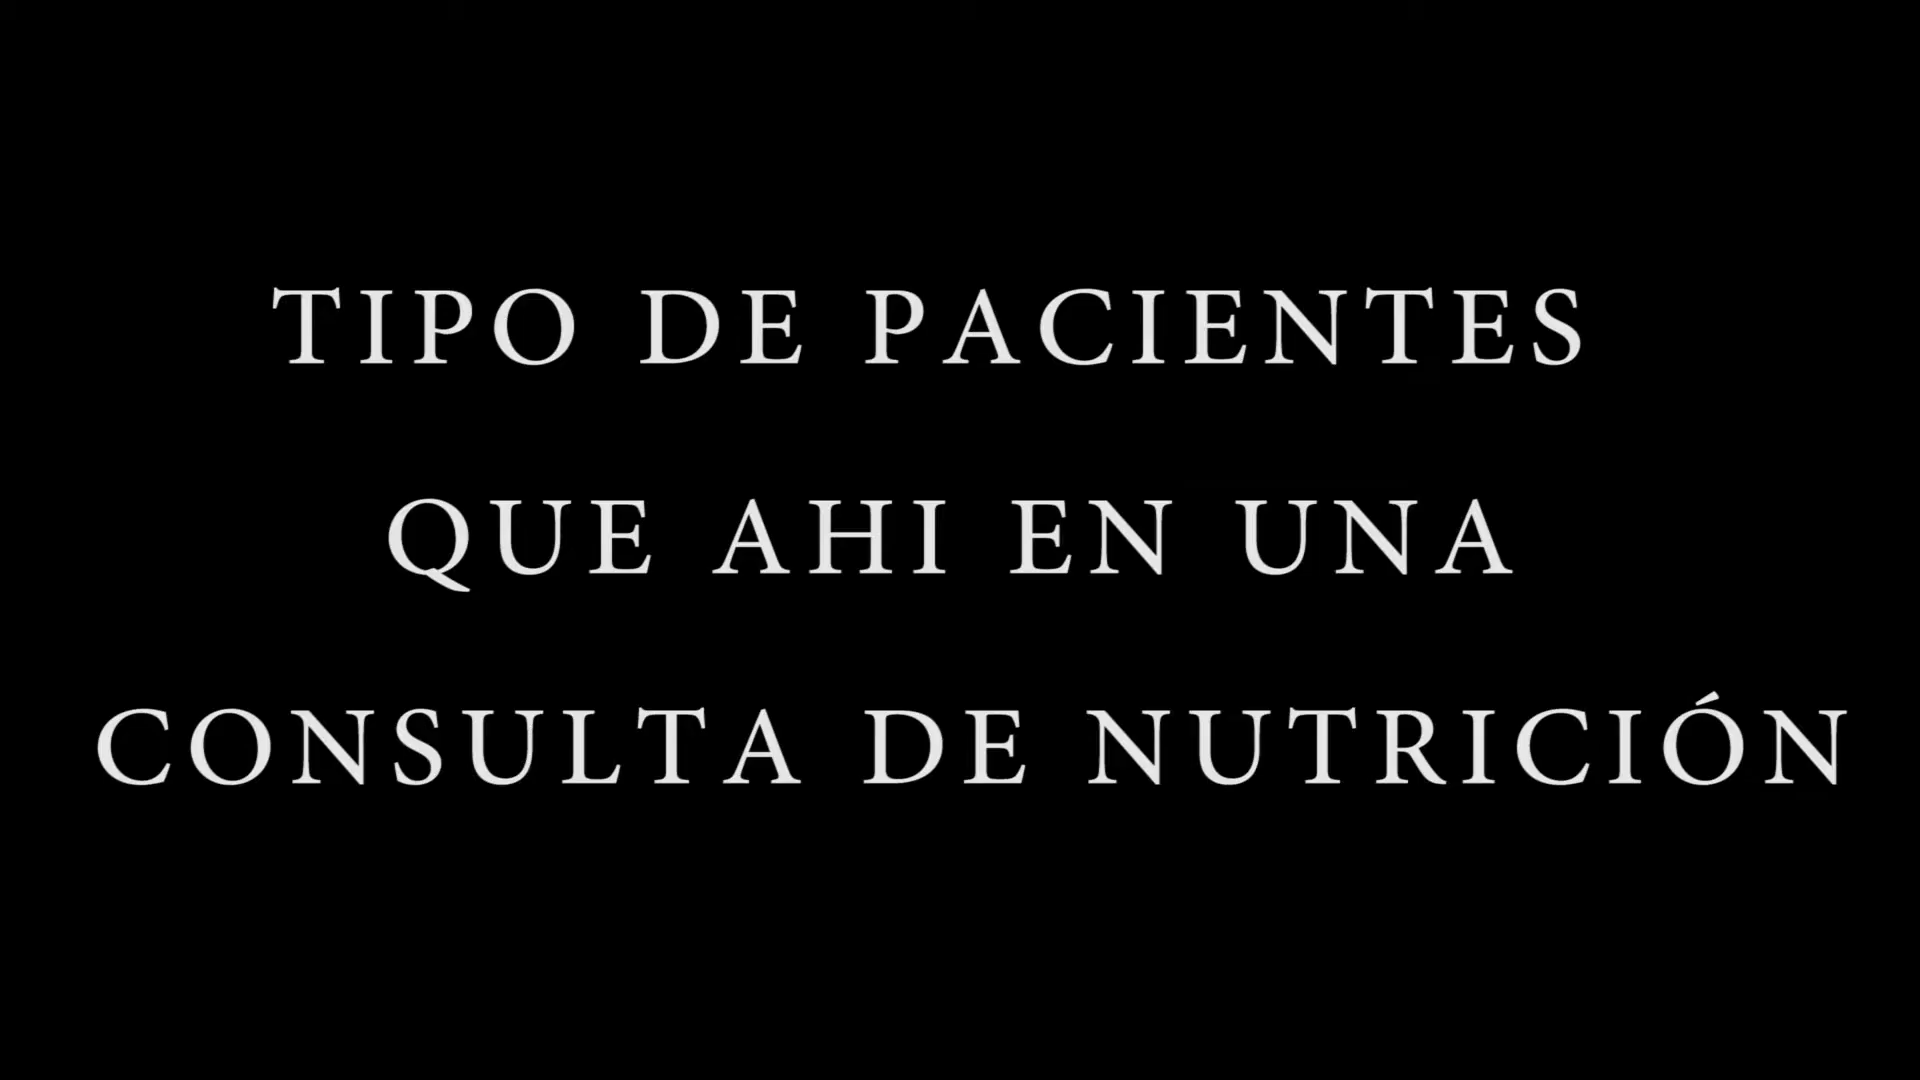 TIPO DE PACIENTES
QUE AHI EN UNA
CONSULTA DE NUTRICIÓN